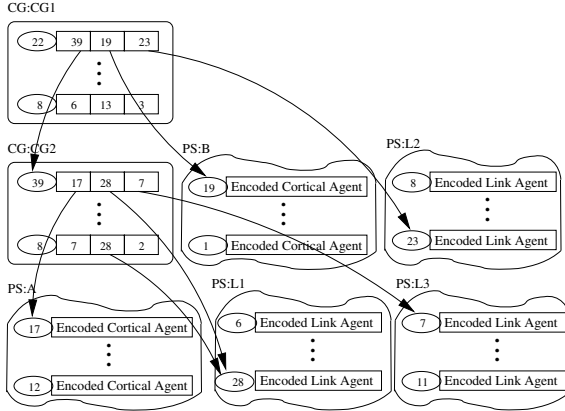 CG:CG1
22 39 19 23
8 6 13 3
CG:CG2
39 17 28 7
8 7 28 2
PS:B
19 Encoded Cortical Agent
1 Encoded Cortical Agent
PS:L2
8 Encoded Link Agent
23 Encoded Link Agent
PS:A
17 Encoded Cortical Agent
12 Encoded Cortical Agent
PS:L1
6 Encoded Link Agent
28 Encoded Link Agent
PS:L3
7 Encoded Link Agent
11 Encoded Link Agent